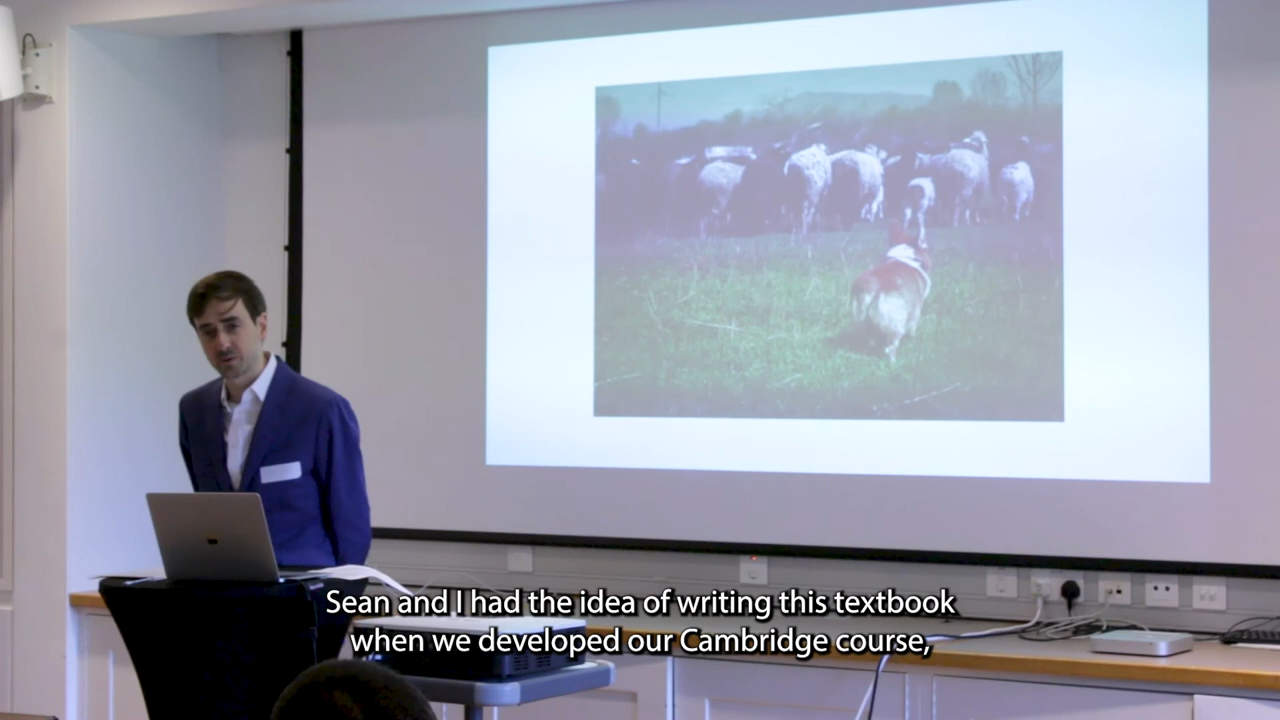 Sean and I had the idea of writing this textbook
when we developed our Cambridge course,